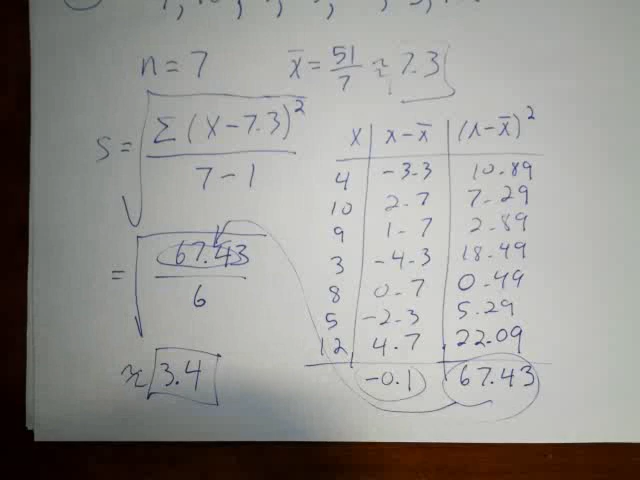 n = 7 x̄ = 51/7 ≈ 7.3
s = √(Σ(x-7.3)²/(7-1))
= √(67.43/6)
≈ 3.4
x | x-x̄ | (x-x̄)²
4 | -3.3 | 10.89
10 | 2.7 | 7.29
9 | 1.7 | 2.89
3 | -4.3 | 18.49
8 | 0.7 | 0.49
5 | -2.3 | 5.29
12 | 4.7 | 22.09
-0.1 | 67.43